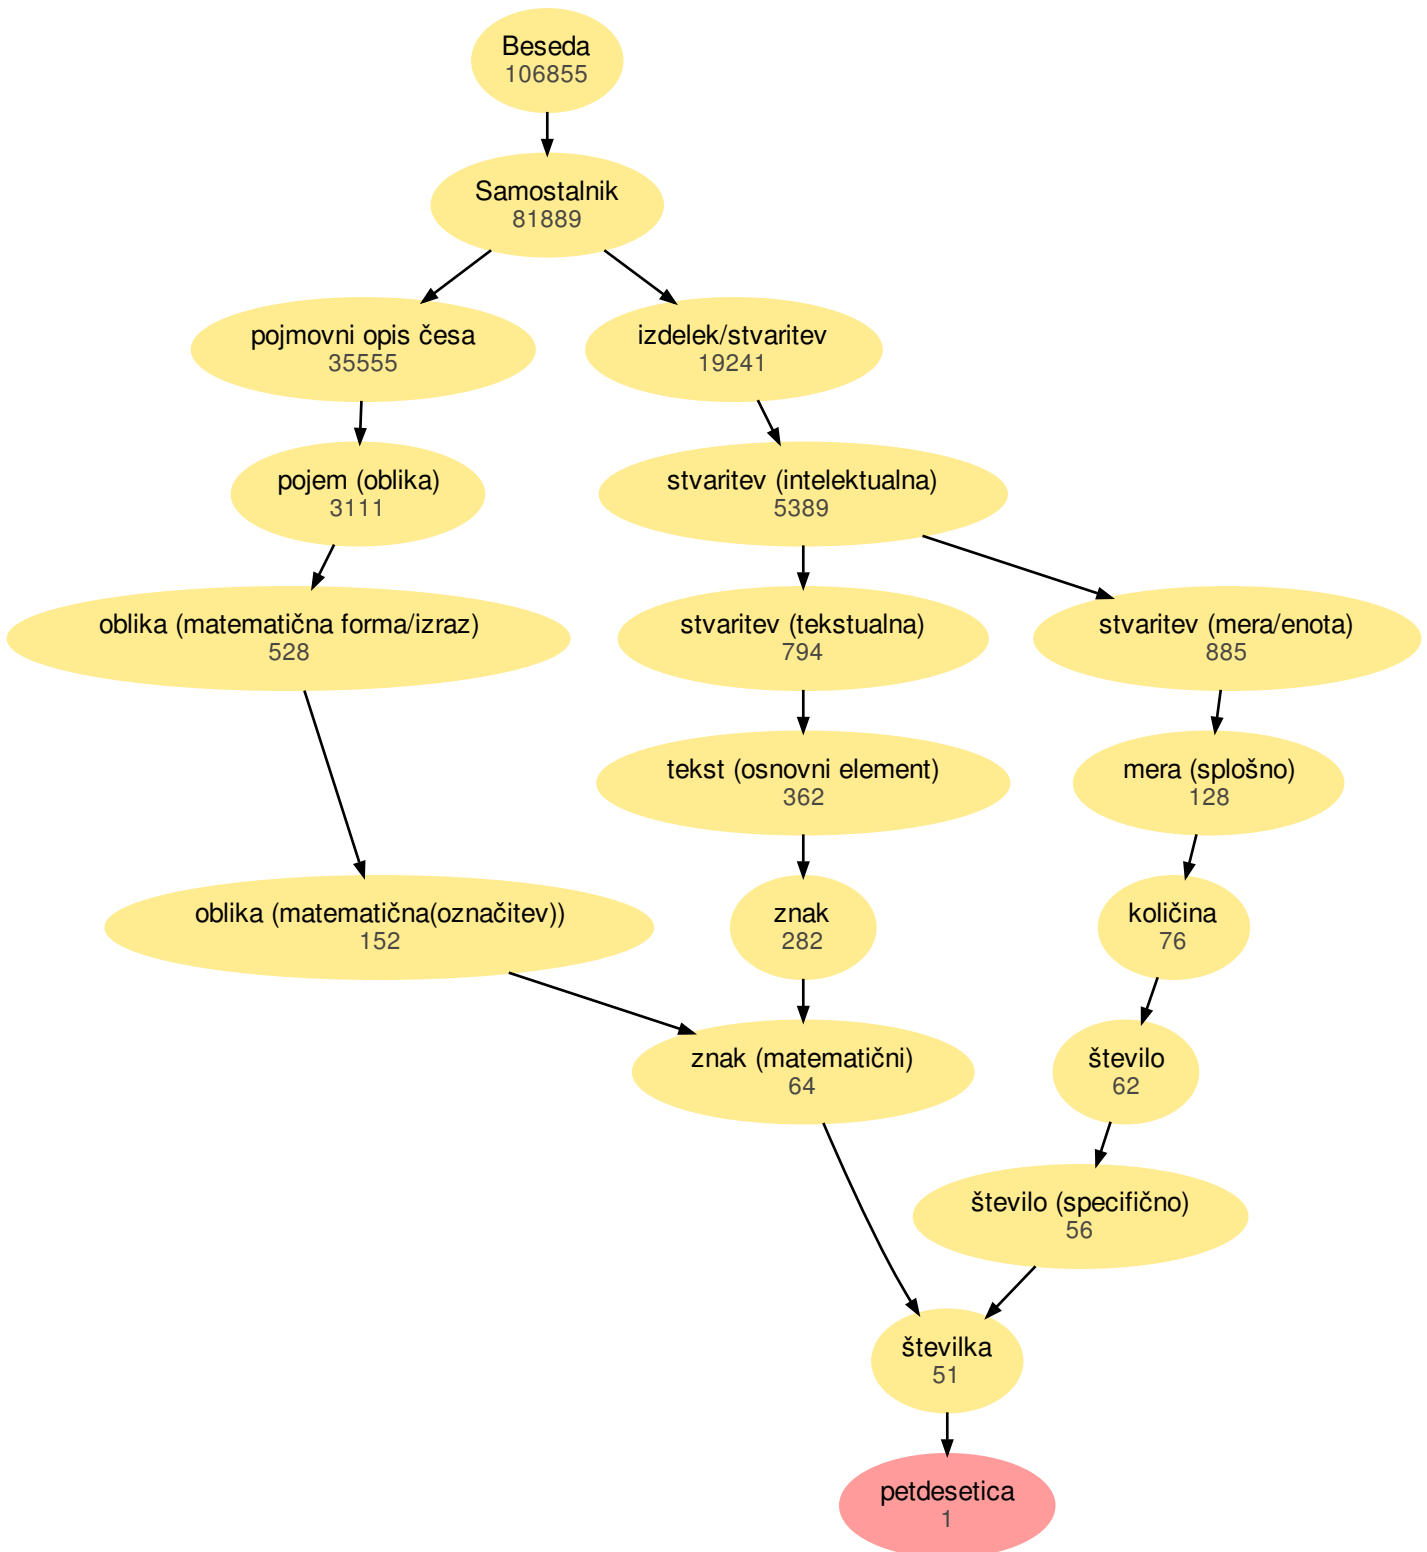 Beseda
106855
Samostalnik
81889
pojmovni opis česa
35555
izdelek/stvaritev
19241
pojem (oblika)
3111
stvaritev (intelektualna)
5389
oblika (matematična forma/izraz)
528
stvaritev (tekstualna)
794
stvaritev (mera/enota)
885
tekst (osnovni element)
362
mera (splošno)
128
oblika (matematična(označitev))
152
znak
282
količina
76
znak (matematični)
64
število
62
število (specifično)
56
številka
51
petdesetica
1